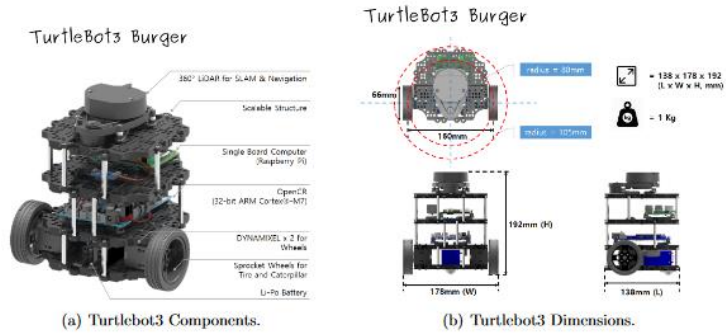 TurtleBot3 Burger
360° LiDAR for SLAM & Navigation
Scalable Structure
Single Board Computer
(Raspberry Pi)
OpenCR
(32-bit ARM Cortex®-M7)
DYNAMIXEL x 2 for
Wheels
Sprocket Wheels for
Tire and Caterpillar
Li-Po Battery
(a) Turtlebot3 Components.
TurtleBot3 Burger
radius = 80mm
66mm
160mm
radius = 105mm
= 138 x 178 x 192
(L x W x H, mm)
= 1 Kg
192mm (H)
178mm (W)
138mm (L)
(b) Turtlebot3 Dimensions.